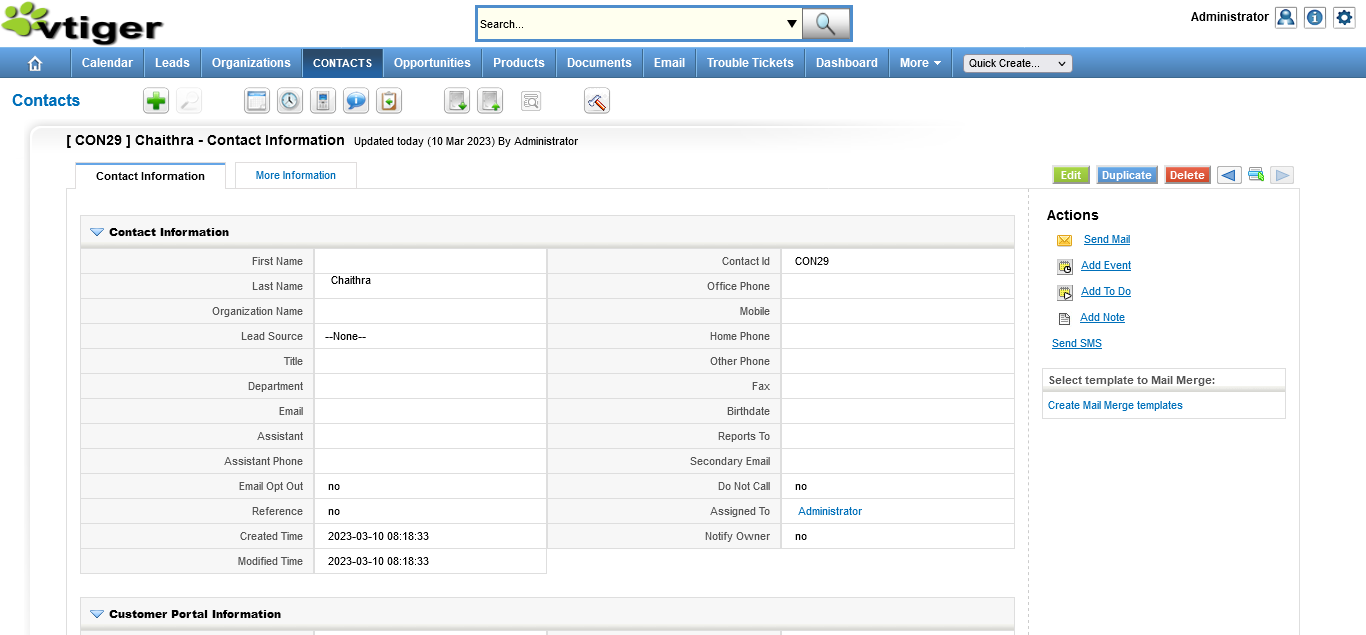 vtiger
Search...
Administrator
Calendar Leads Organizations CONTACTS Opportunities Products Documents Email Trouble Tickets Dashboard More Quick Create...
Contacts
[ CON29 ] Chaithra - Contact Information Updated today (10 Mar 2023) By Administrator
Contact Information More Information
Edit Duplicate Delete
Contact Information
First Name Contact Id CON29
Last Name Chaithra Office Phone
Organization Name Mobile
Lead Source --None-- Home Phone
Title Other Phone
Department Fax
Email Birthdate
Assistant Reports To
Assistant Phone Secondary Email
Email Opt Out no Do Not Call no
Reference no Assigned To Administrator
Created Time 2023-03-10 08:18:33 Notify Owner no
Modified Time 2023-03-10 08:18:33
Customer Portal Information
Actions
Send Mail
Add Event
Add To Do
Add Note
Send SMS
Select template to Mail Merge:
Create Mail Merge templates